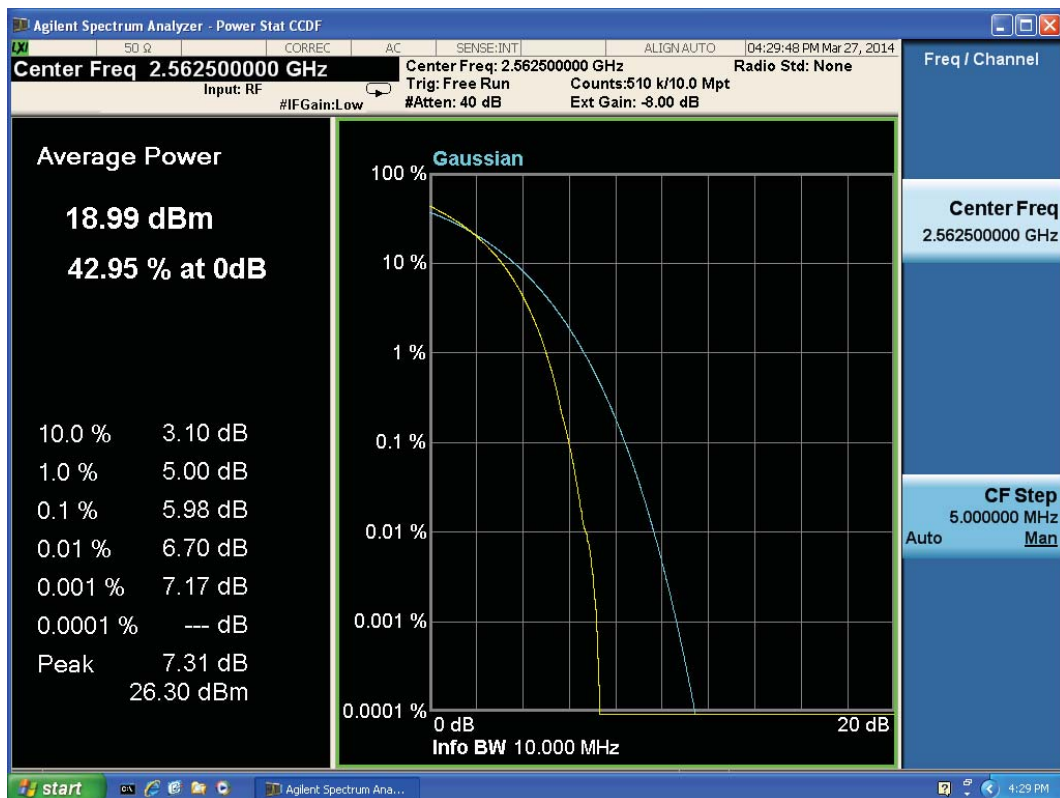 Agilent Spectrum Analyzer - Power Stat CCDF
LXI 50 Ω CORREC AC SENSE:INT ALIGNAUTO 04:29:48 PM Mar 27, 2014
Center Freq 2.562500000 GHz
Input: RF
#IFGain:Low
Center Freq: 2.562500000 GHz Radio Std: None
Trig: Free Run Counts:510 k/10.0 Mpt
#Atten: 40 dB Ext Gain: -8.00 dB
Average Power
18.99 dBm
42.95 % at 0dB
10.0 % 3.10 dB
1.0 % 5.00 dB
0.1 % 5.98 dB
0.01 % 6.70 dB
0.001 % 7.17 dB
0.0001 % --- dB
Peak 7.31 dB
26.30 dBm
Gaussian
100 %
10 %
1 %
0.1 %
0.01 %
0.001 %
0.0001 %
0 dB 20 dB
Info BW 10.000 MHz
Freq / Channel
Center Freq
2.562500000 GHz
CF Step
5.000000 MHz
Auto Man
start
Agilent Spectrum Ana...
4:29 PM